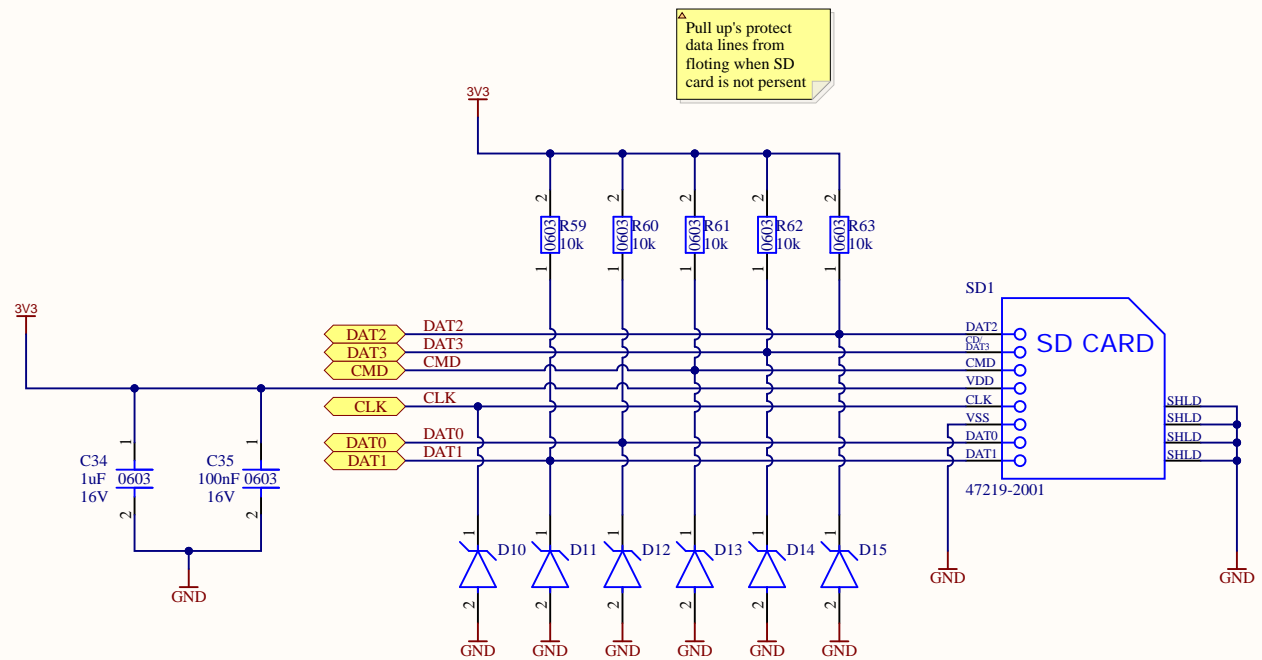 Pull up's protect
data lines from
floting when SD
card is not persent
3V3
2 2 2 2 2
0603 R59 0603 R60 0603 R61 0603 R62 0603 R63
10k 10k 10k 10k 10k
1 1 1 1 1
SD1
3V3
DAT2 DAT2 DAT2
SD CARD
DAT3 DAT3 CD/
DAT3
CMD CMD CMD
VDD
CLK CLK CLK SHLD
VSS SHLD
DAT0 DAT0 DAT0 SHLD
DAT1 DAT1 DAT1 SHLD
47219-2001
1 1
C34 C35
1uF 0603 100nF 0603
16V 16V
2 2
GND
1 1 1 1 1 1
D10 D11 D12 D13 D14 D15
2 2 2 2 2 2
GND GND GND GND GND GND
GND GND